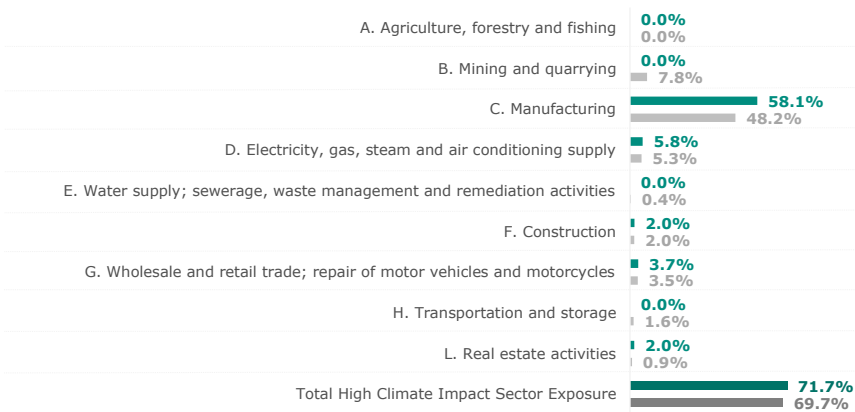 A. Agriculture, forestry and fishing
0.0%
0.0%
B. Mining and quarrying
0.0%
7.8%
C. Manufacturing
58.1%
48.2%
D. Electricity, gas, steam and air conditioning supply
5.8%
5.3%
E. Water supply; sewerage, waste management and remediation activities
0.0%
0.4%
F. Construction
2.0%
2.0%
G. Wholesale and retail trade; repair of motor vehicles and motorcycles
3.7%
3.5%
H. Transportation and storage
0.0%
1.6%
L. Real estate activities
2.0%
0.9%
Total High Climate Impact Sector Exposure
71.7%
69.7%